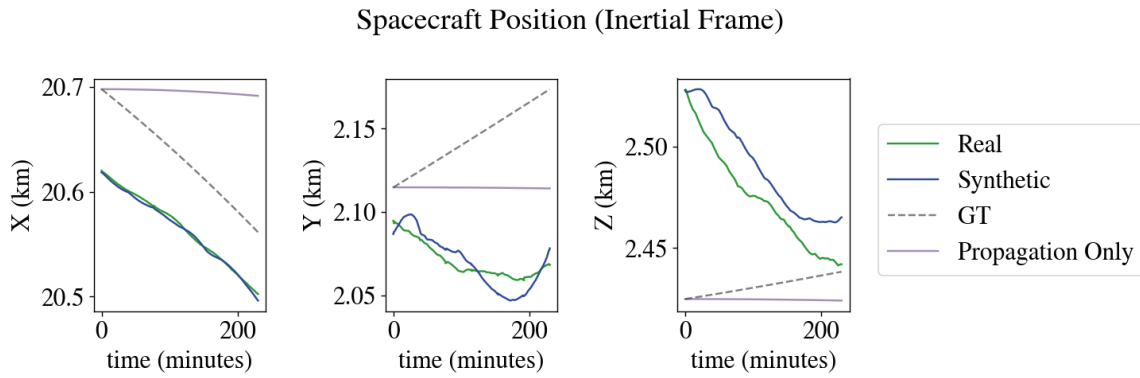 Spacecraft Position (Inertial Frame)
X (km)
20.7
20.6
20.5
0
200
time (minutes)
Y (km)
2.15
2.10
2.05
0
200
time (minutes)
Z (km)
2.50
2.45
0
200
time (minutes)
Real
Synthetic
GT
Propagation Only